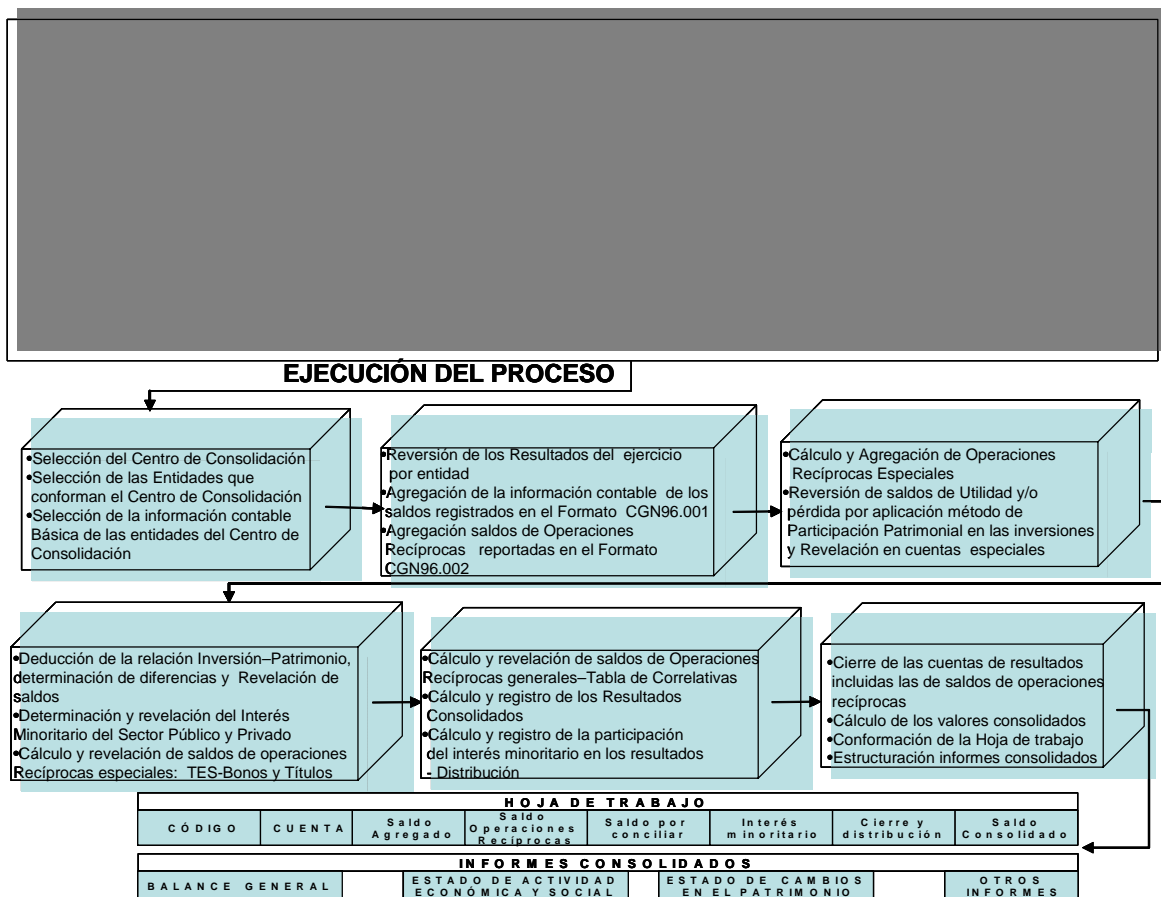 EJECUCIÓN DEL PROCESO
•Selección del Centro de Consolidación
•Selección de las Entidades que
conforman el Centro de Consolidación
•Selección de la información contable
Básica de las entidades del Centro de
Consolidación
•Reversión de los Resultados del ejercicio
por entidad
•Agregación de la información contable de los
saldos registrados en el Formato CGN96.001
•Agregación saldos de Operaciones
Recíprocas reportadas en el Formato
CGN96.002
•Cálculo y Agregación de Operaciones
Recíprocas Especiales
•Reversión de saldos de Utilidad y/o
pérdida por aplicación método de
Participación Patrimonial en las inversiones
y Revelación en cuentas especiales
•Deducción de la relación Inversión–Patrimonio,
determinación de diferencias y Revelación de
saldos
•Determinación y revelación del Interés
Minoritario del Sector Público y Privado
•Cálculo y revelación de saldos de operaciones
Recíprocas especiales: TES-Bonos y Títulos
•Cálculo y revelación de saldos de Operaciones
Recíprocas generales–Tabla de Correlativas
•Cálculo y registro de los Resultados
Consolidados
•Cálculo y registro de la participación
del interés minoritario en los resultados
- Distribución
•Cierre de las cuentas de resultados
incluidas las de saldos de operaciones
recíprocas
•Cálculo de los valores consolidados
•Conformación de la Hoja de trabajo
•Estructuración informes consolidados
HOJA DE TRABAJO
CÓDIGO
CUENTA
Saldo
Agregado
Saldo
Operaciones
Recíprocas
Saldo por
conciliar
Interés
minoritario
Cierre y
distribución
Saldo
Consolidado
INFORMES CONSOLIDADOS
BALANCE GENERAL
ESTADO DE ACTIVIDAD
ECONÓMICA Y SOCIAL
ESTADO DE CAMBIOS
EN EL PATRIMONIO
OTROS
INFORMES